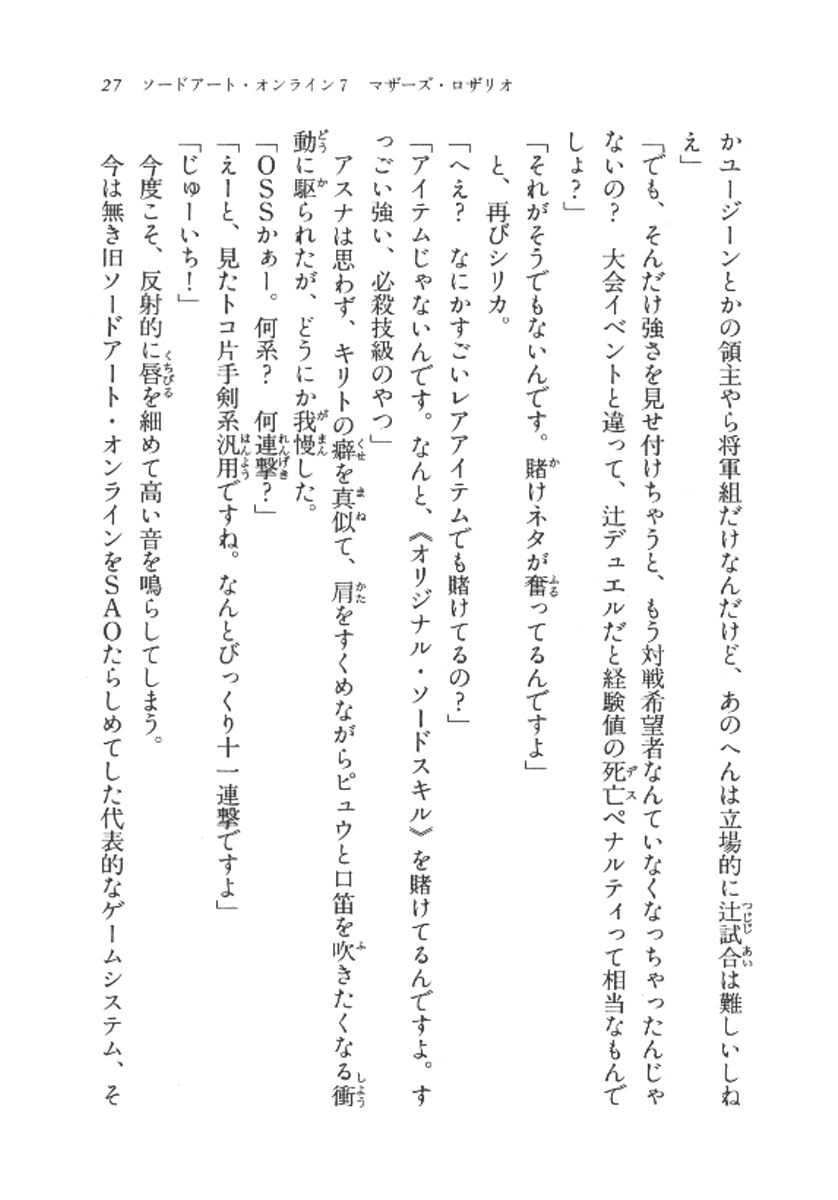 27　ソードアート・オンライン7　マザーズ・ロザリオ
かユージーンとかの領主やら将軍組だけなんだけど、あのへんは立場的に辻試合は難しいしね
え」
「でも、そんだけ強さを見せ付けちゃうと、もう対戦希望者なんていなくなっちゃったんじゃ
ないの？　大会イベントと違って、辻デュエルだと経験値の死亡ペナルティって相当なもんで
しょ？」
「それがそうでもないんです。賭けネタが奮ってるんですよ」
と、再びシリカ。
「へえ？　なにかすごいレアアイテムでも賭けてるの？」
「アイテムじゃないんです。なんと、《オリジナル・ソードスキル》を賭けてるんですよ。す
っごい強い、必殺技級のやつ」
アスナは思わず、キリトの癖を真似て、肩をすくめながらピュウと口笛を吹きたくなる衝
動に駆られたが、どうにか我慢した。
「OSSかぁー。何系？　何連撃？」
「えーと、見たトコ片手剣系汎用ですね。なんとびっくり十一連撃ですよ」
「じゅーいち！」
今度こそ、反射的に唇を細めて高い音を鳴らしてしまう。
今は無き旧ソードアート・オンラインをSAOたらしめてした代表的なゲームシステム、そ